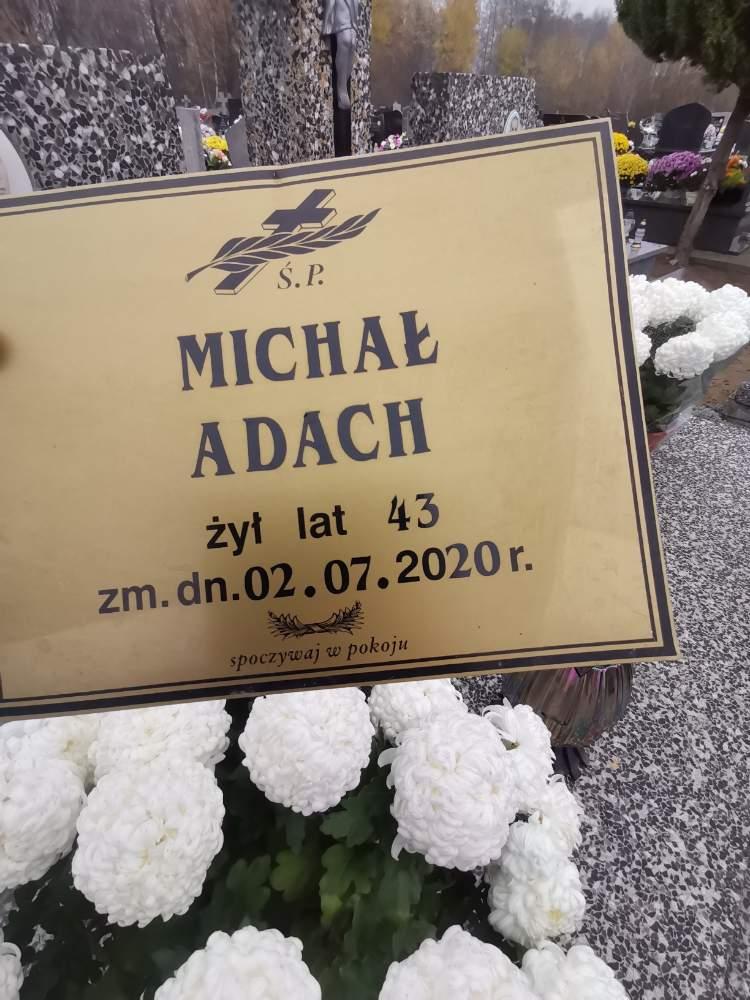 Ś.P.
MICHAŁ
ADACH
żył lat 43
zm.dn.02.07.2020 r.
spoczywaj w pokoju